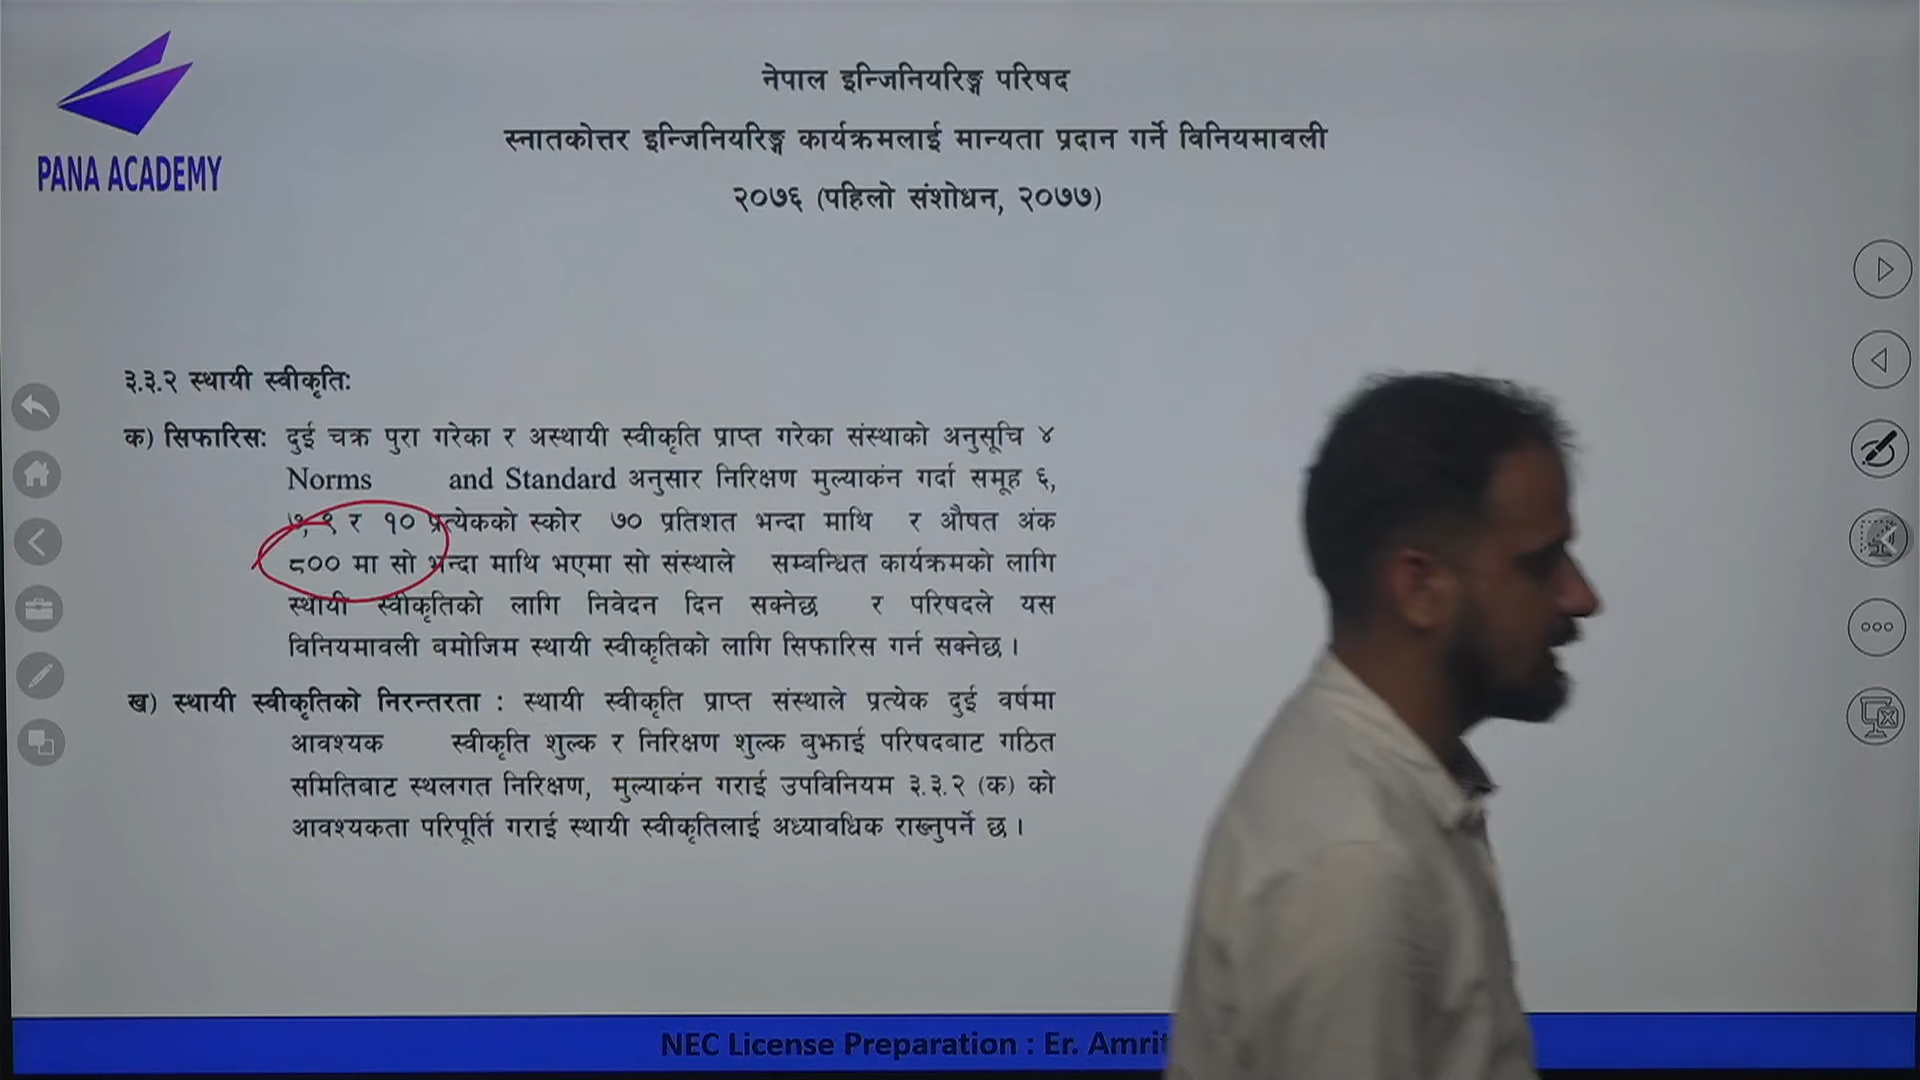 PANA ACADEMY
नेपाल इन्जिनियरिङ्ग परिषद
स्नातकोत्तर इन्जिनियरिङ्ग कार्यक्रमलाई मान्यता प्रदान गर्ने विनियमावली
२०७६ (पहिलो संशोधन, २०७७)
३.३.२ स्थायी स्वीकृतिः
क) सिफारिसः दुई चक्र पुरा गरेका र अस्थायी स्वीकृति प्राप्त गरेका संस्थाको अनुसूचि ४
Norms and Standard अनुसार निरिक्षण मुल्याकंन गर्दा समूह ६,
७, ९ र १० प्रत्येकको स्कोर ७० प्रतिशत भन्दा माथि र औषत अंक
८०० मा सो भन्दा माथि भएमा सो संस्थाले सम्बन्धित कार्यक्रमको लागि
स्थायी स्वीकृतिको लागि निवेदन दिन सक्नेछ र परिषदले यस
विनियमावली बमोजिम स्थायी स्वीकृतिको लागि सिफारिस गर्न सक्नेछ ।
ख) स्थायी स्वीकृतिको निरन्तरता : स्थायी स्वीकृति प्राप्त संस्थाले प्रत्येक दुई वर्षमा
आवश्यक स्वीकृति शुल्क र निरिक्षण शुल्क बुझाई परिषदबाट गठित
समितिबाट स्थलगत निरिक्षण, मुल्याकंन गराई उपविनियम ३.३.२ (क) को
आवश्यकता परिपूर्ति गराई स्थायी स्वीकृतिलाई अध्यावधिक राख्नुपर्ने छ ।
NEC License Preparation : Er. Amrit